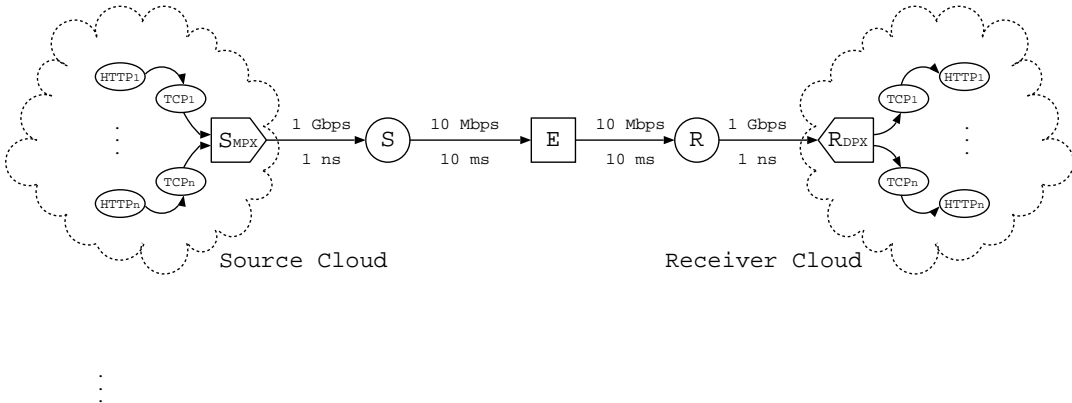 HTTP1
TCP1
SMPX
TCPn
HTTPn
Source Cloud
1 Gbps
1 ns
S
10 Mbps
10 ms
E
10 Mbps
10 ms
R
1 Gbps
1 ns
RDPX
TCP1
HTTP1
TCPn
HTTPn
Receiver Cloud